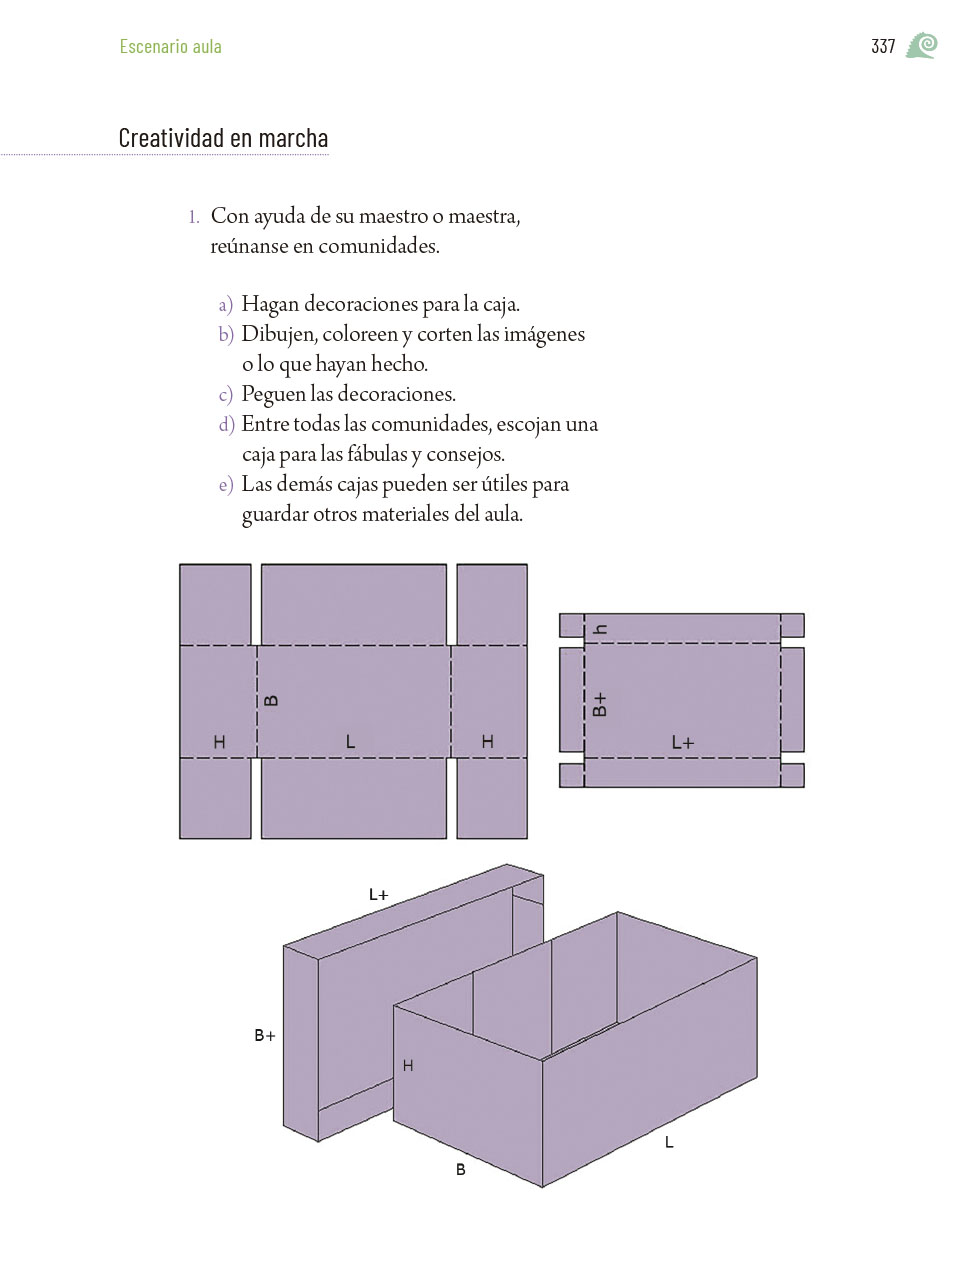 Escenario aula
337
Creatividad en marcha
1. Con ayuda de su maestro o maestra,
reúnanse en comunidades.
a) Hagan decoraciones para la caja.
b) Dibujen, coloreen y corten las imágenes
o lo que hayan hecho.
c) Peguen las decoraciones.
d) Entre todas las comunidades, escojan una
caja para las fábulas y consejos.
e) Las demás cajas pueden ser útiles para
guardar otros materiales del aula.
B
H
L
H
h
B+
L+
L+
B+
H
B
L